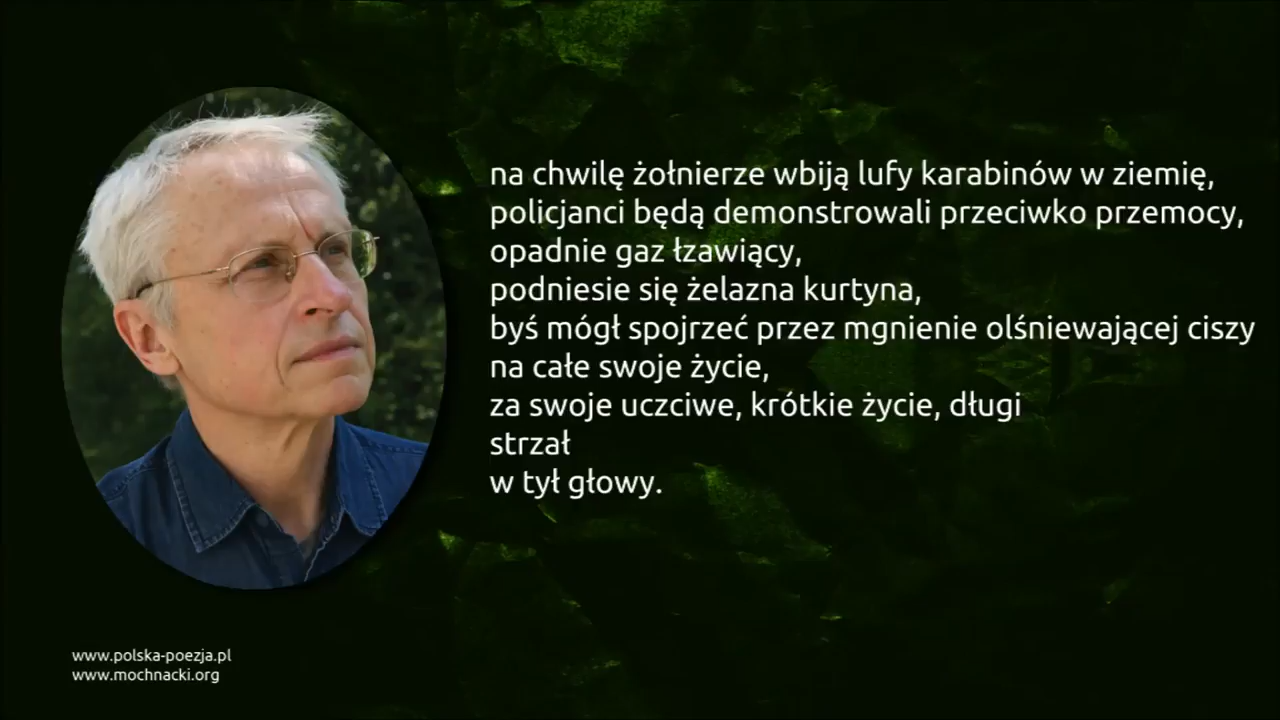 na chwilę żołnierze wbiją lufy karabinów w ziemię,
policjanci będą demonstrowali przeciwko przemocy,
opadnie gaz łzawiący,
podniesie się żelazna kurtyna,
byś mógł spojrzeć przez mgnienie olśniewającej ciszy
na całe swoje życie,
za swoje uczciwe, krótkie życie, długi
strzał
w tył głowy.
www.polska-poezja.pl
www.mochnacki.org